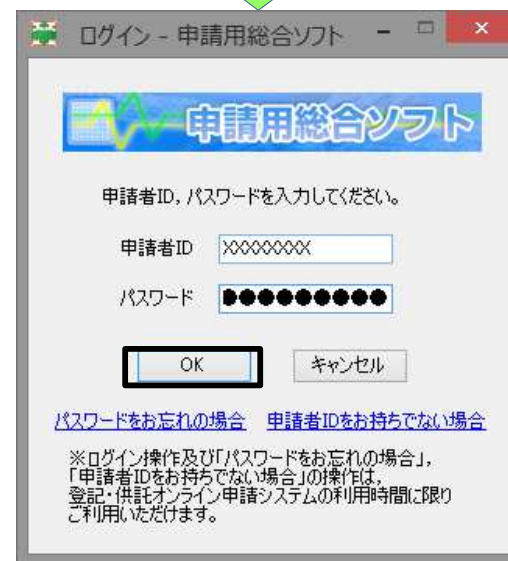 ログイン - 申請用総合ソフト
申請用総合ソフト
申請者ID, パスワードを入力してください。
申請者ID XXXXXXXX
パスワード ●●●●●●●●●
OK キャンセル
パスワードをお忘れの場合 申請者IDをお持ちでない場合
※ログイン操作及び「パスワードをお忘れの場合」,
「申請者IDをお持ちでない場合」の操作は,
登記・供託オンライン申請システムの利用時間に限り
ご利用いただけます。